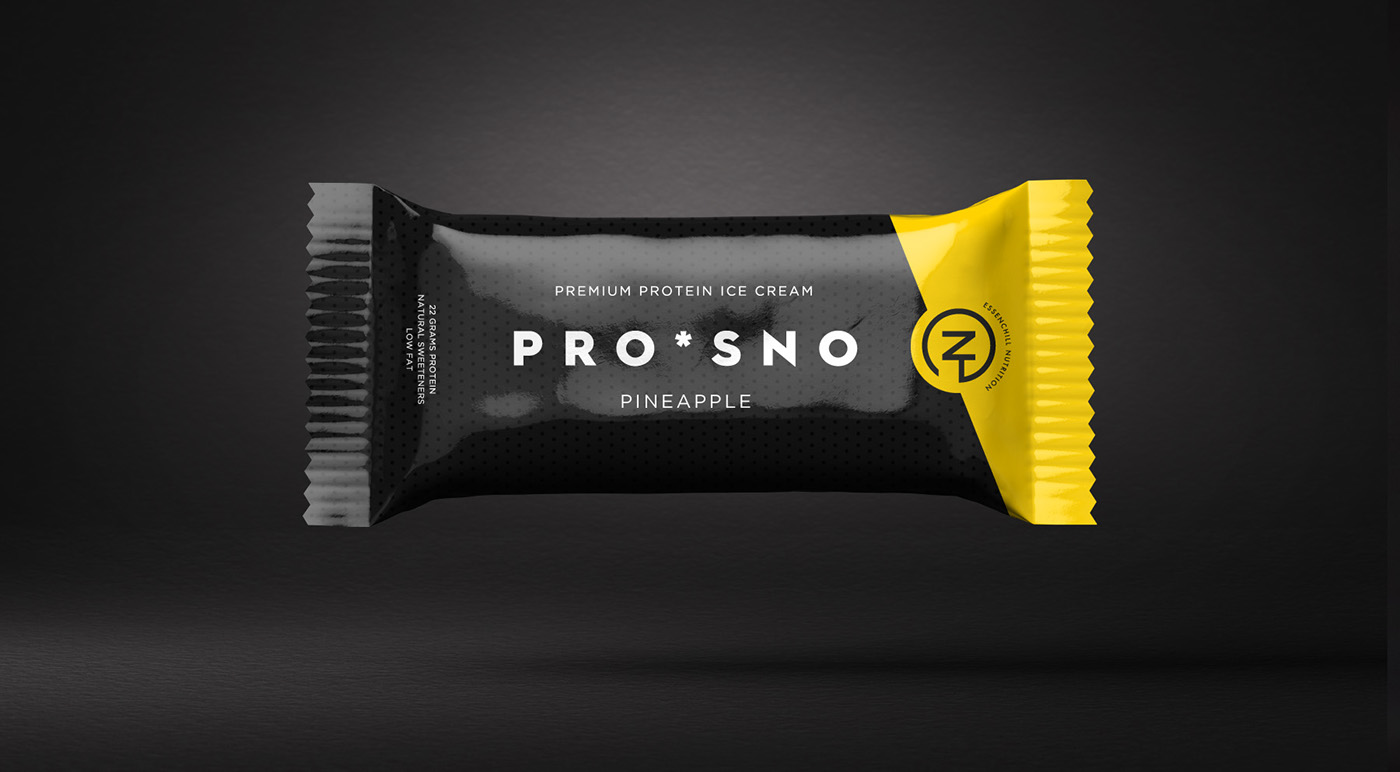 PREMIUM PROTEIN ICE CREAM
PRO*SNO
PINEAPPLE
22 GRAMS PROTEIN
NATURAL SWEETENERS
LOW FAT
ESSENCHILL NUTRITION